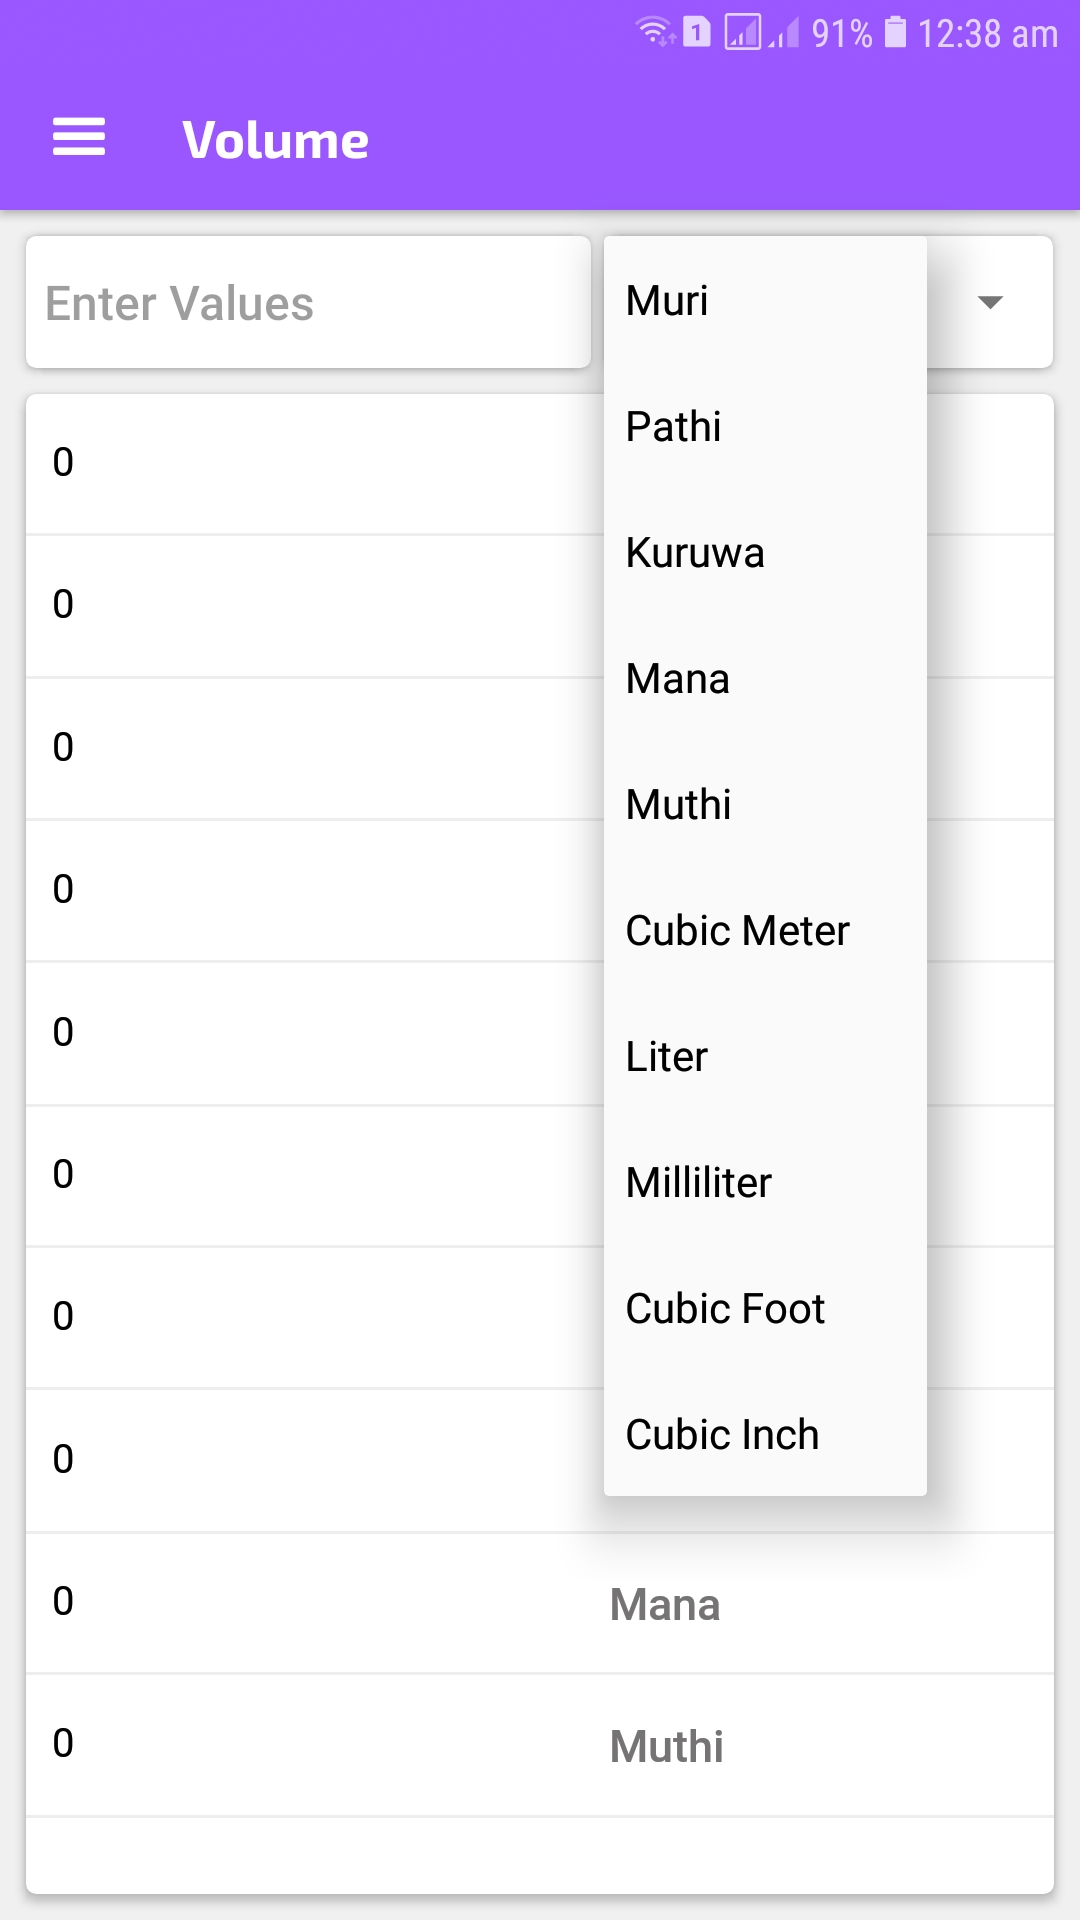 1 91% 12:38 am
Volume
Enter Values
Muri
Pathi
Kuruwa
Mana
Muthi
Cubic Meter
Liter
Milliliter
Cubic Foot
Cubic Inch
0
0
0
0
0
0
0
0
0 Mana
0 Muthi